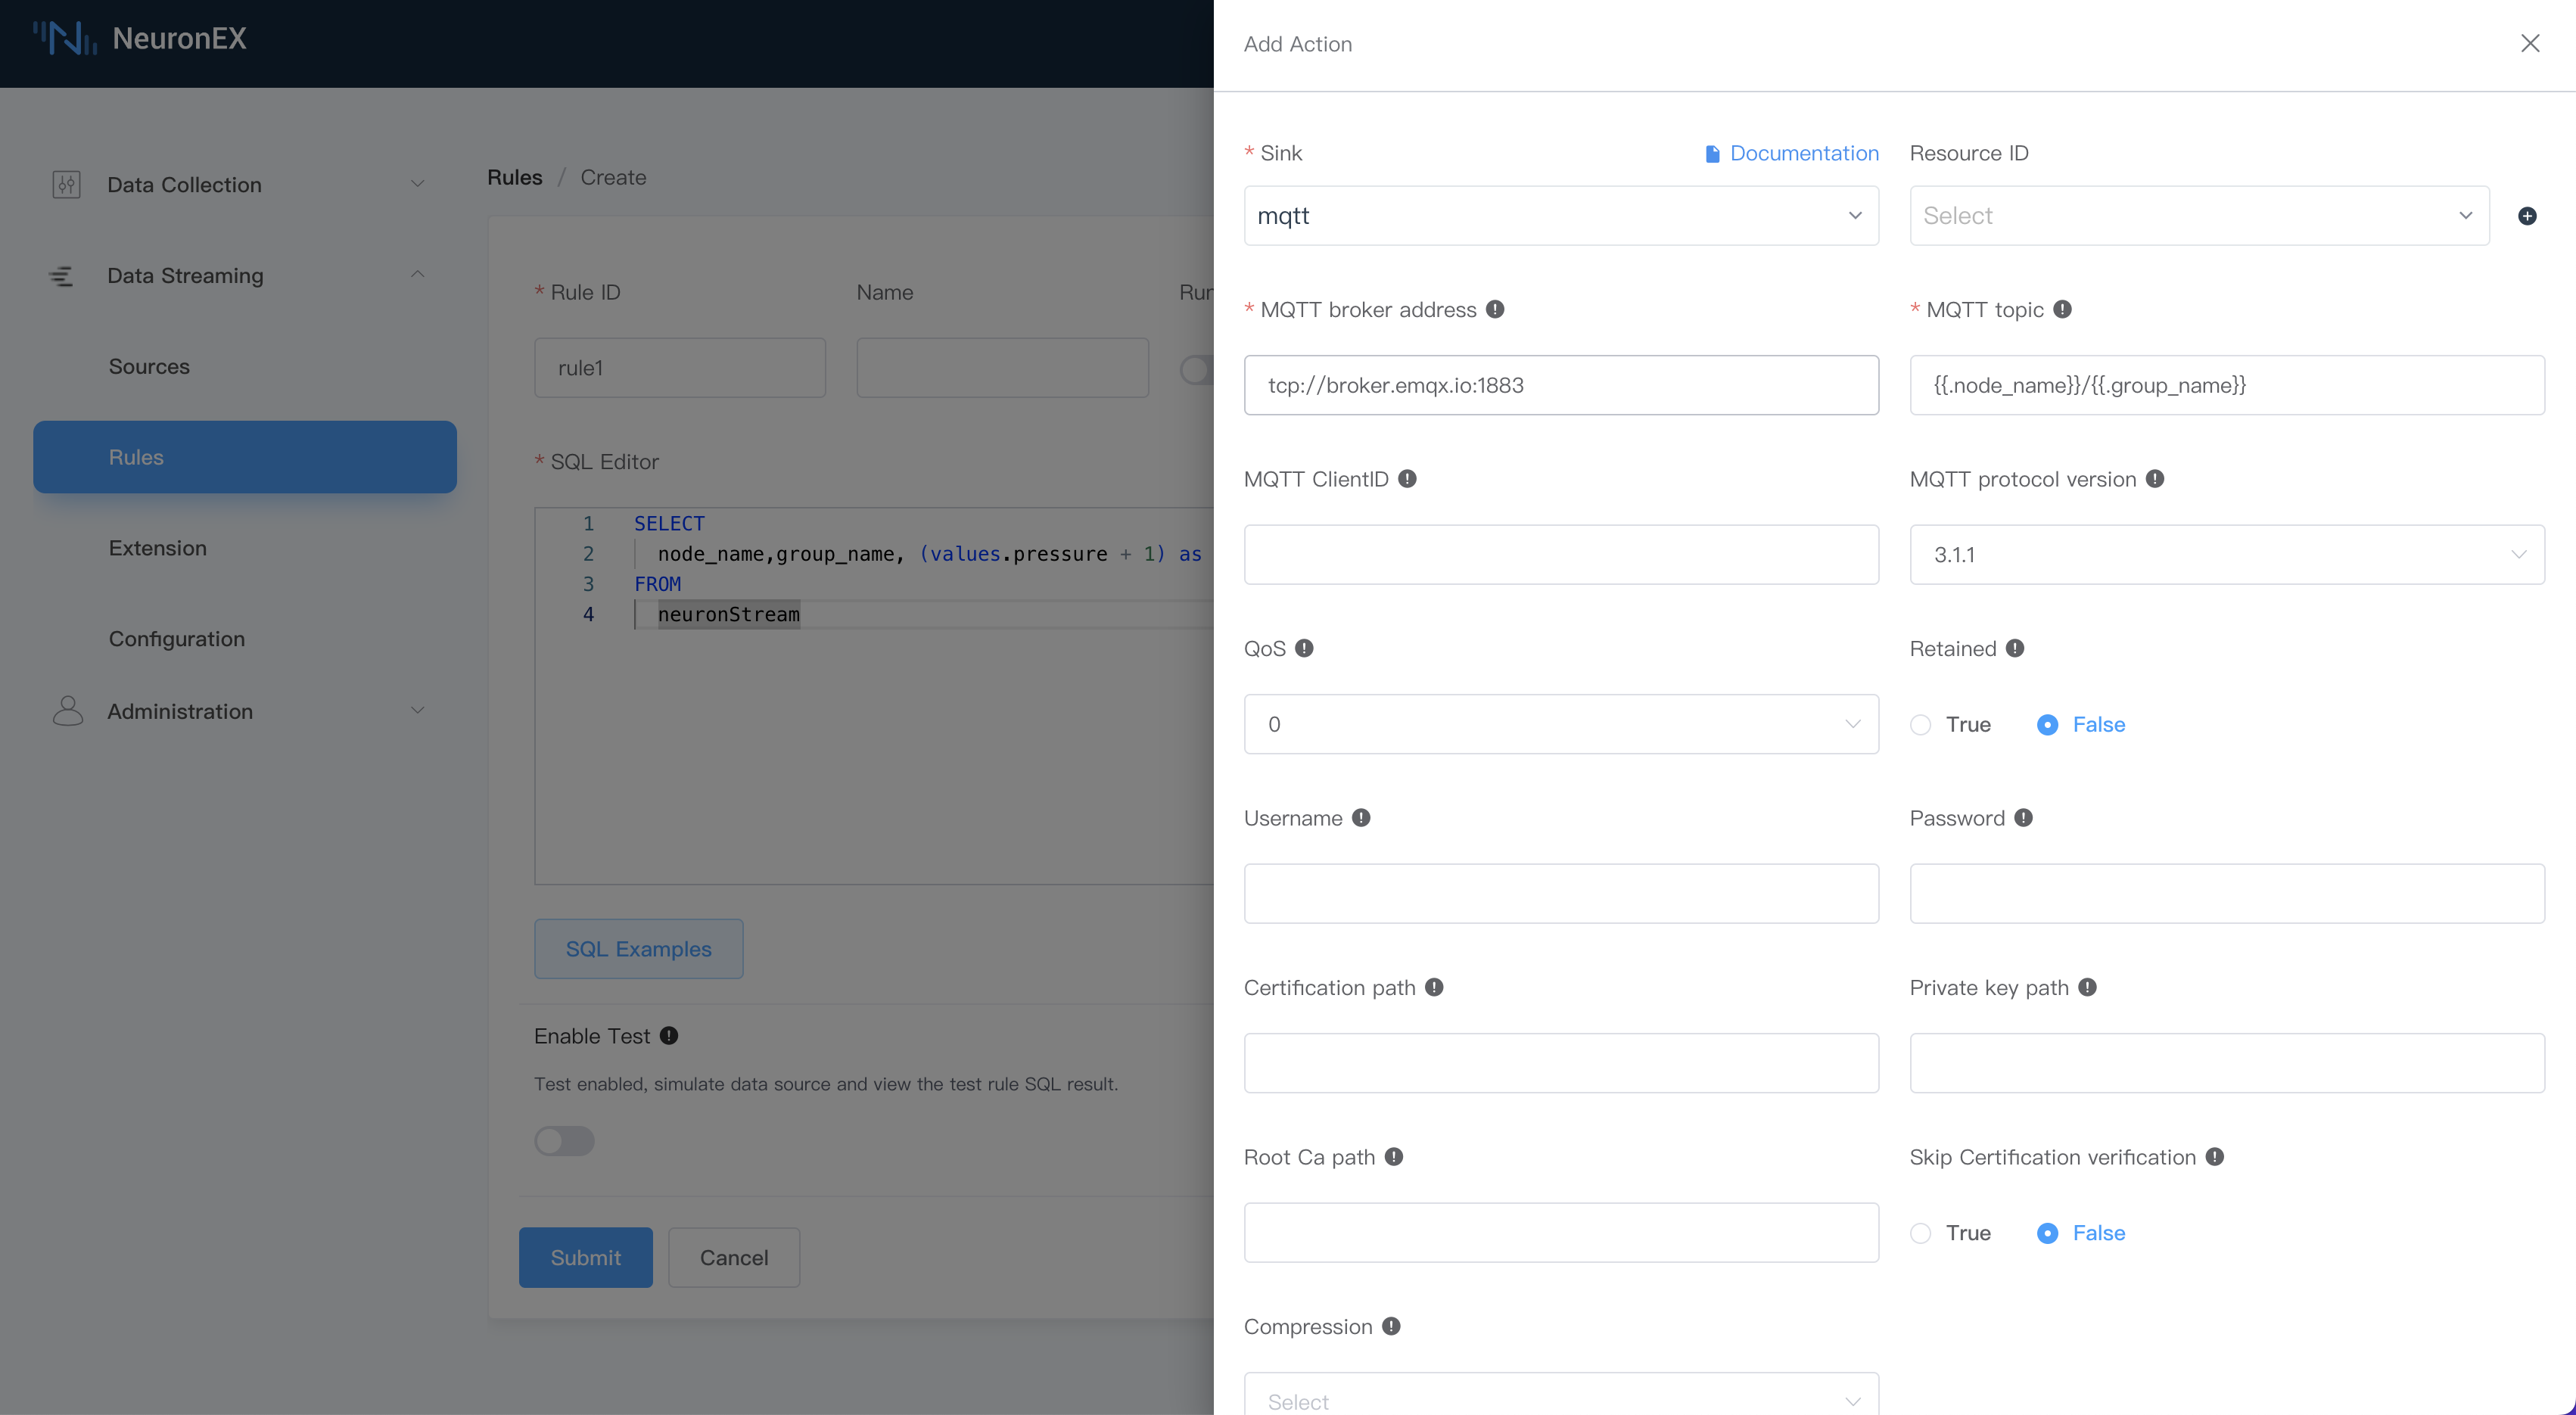 NeuronEX
Data Collection
Data Streaming
Sources
Rules
Extension
Configuration
Administration
Rules / Create
* Rule ID
Name
rule1
* SQL Editor
1 SELECT
2 node_name,group_name, (values.pressure + 1) as
3 FROM
4 neuronStream
SQL Examples
Enable Test
Test enabled, simulate data source and view the test rule SQL result.
Submit
Cancel
Add Action
* Sink
Documentation
Resource ID
mqtt
Select
* MQTT broker address
* MQTT topic
tcp://broker.emqx.io:1883
{{.node_name}}/{{.group_name}}
MQTT ClientID
MQTT protocol version
3.1.1
QoS
Retained
0
True
False
Username
Password
Certification path
Private key path
Root Ca path
Skip Certification verification
True
False
Compression
Select